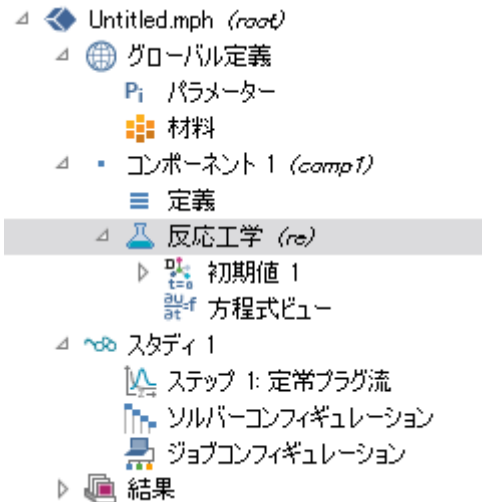 Untitled.mph (root)
グローバル定義
Pi パラメーター
材料
コンポーネント 1 (comp1)
定義
反応工学 (re)
D1 t=0 初期値 1
∂u/∂t=f 方程式ビュー
スタディ 1
ステップ 1: 定常プラグ流
ソルバーコンフィギュレーション
ジョブコンフィギュレーション
結果